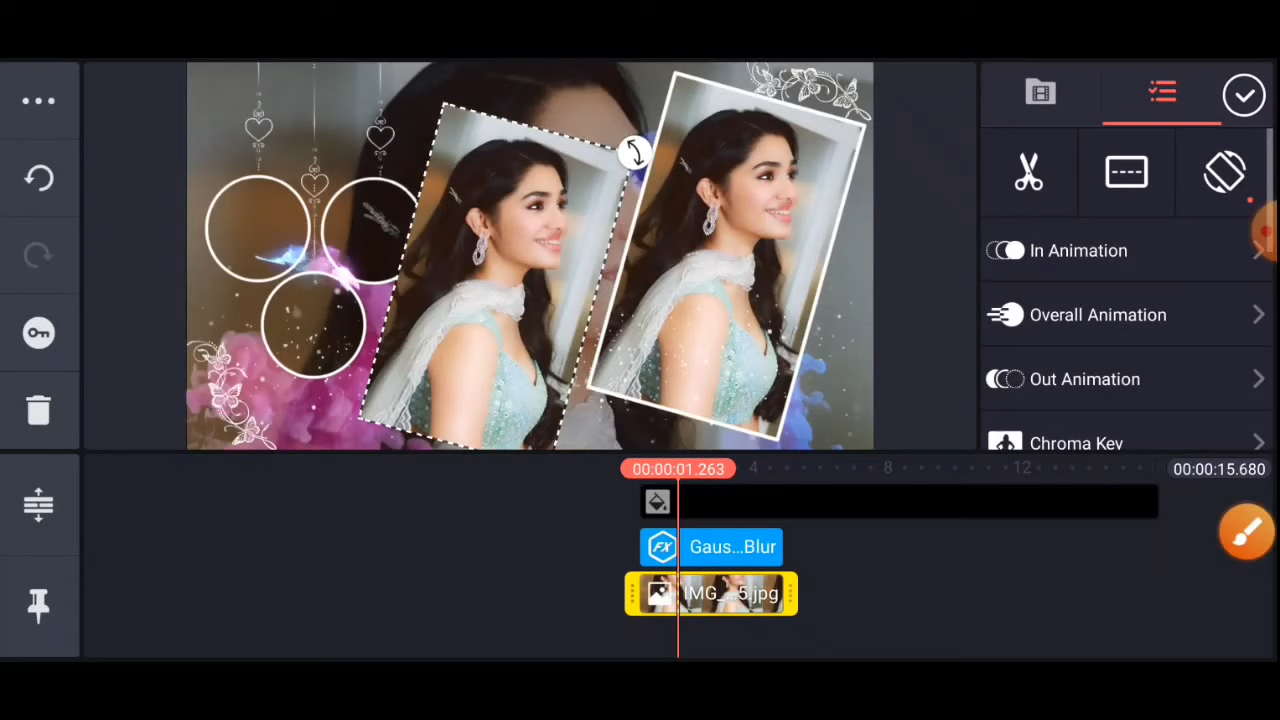 In Animation
Overall Animation
Out Animation
Chroma Key
00:00:01.263
4
8
12
00:00:15.680
FX
Gaus...Blur
IMG_...5.jpg